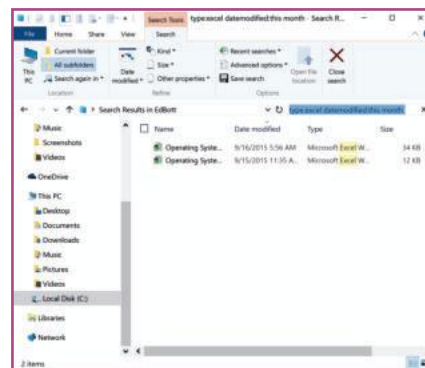 Search Tools type:excel datemodified:this month - Search R...
File Home Share View Search
This PC
Current folder
All subfolders
Search again in
Location
Date modified
Kind
Size
Other properties
Refine
Recent searches
Advanced options
Save search
Open file location
Close search
Options
Search Results in EdBott
type:excel datemodified:this month
Music
Screenshots
Videos
OneDrive
This PC
Desktop
Documents
Downloads
Music
Pictures
Videos
Local Disk (C:)
Libraries
Network
Name Date modified Type Size
Operating Syste... 9/16/2015 5:56 AM Microsoft Excel W... 34 KB
Operating Syste... 9/15/2015 11:35 A... Microsoft Excel W... 12 KB
2 items